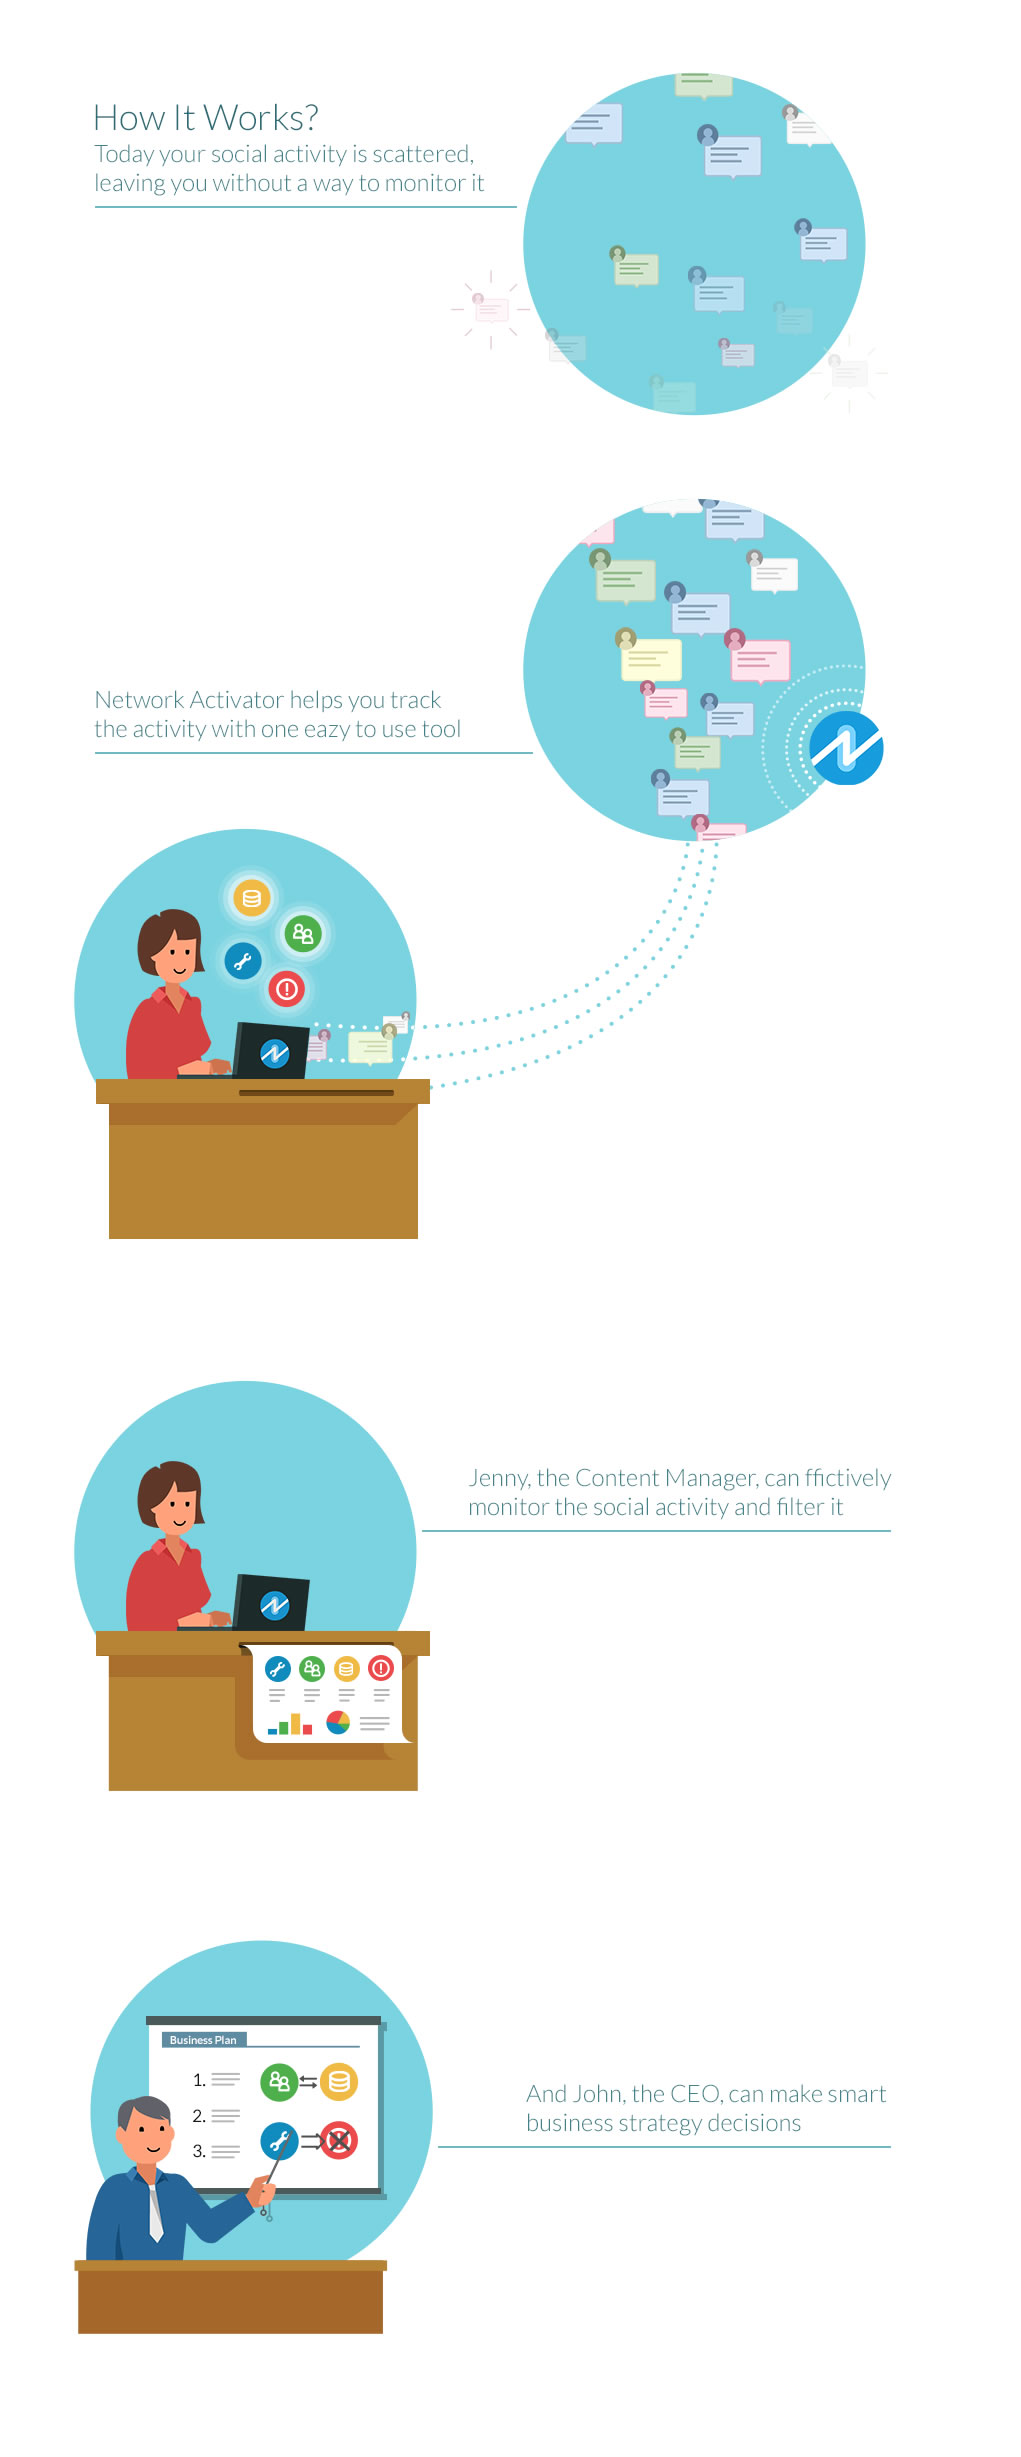 How It Works?
Today your social activity is scattered,
leaving you without a way to monitor it
Network Activator helps you track
the activity with one eazy to use tool
Jenny, the Content Manager, can ffictively
monitor the social activity and filter it
Business Plan
1.
2.
3.
And John, the CEO, can make smart
business strategy decisions